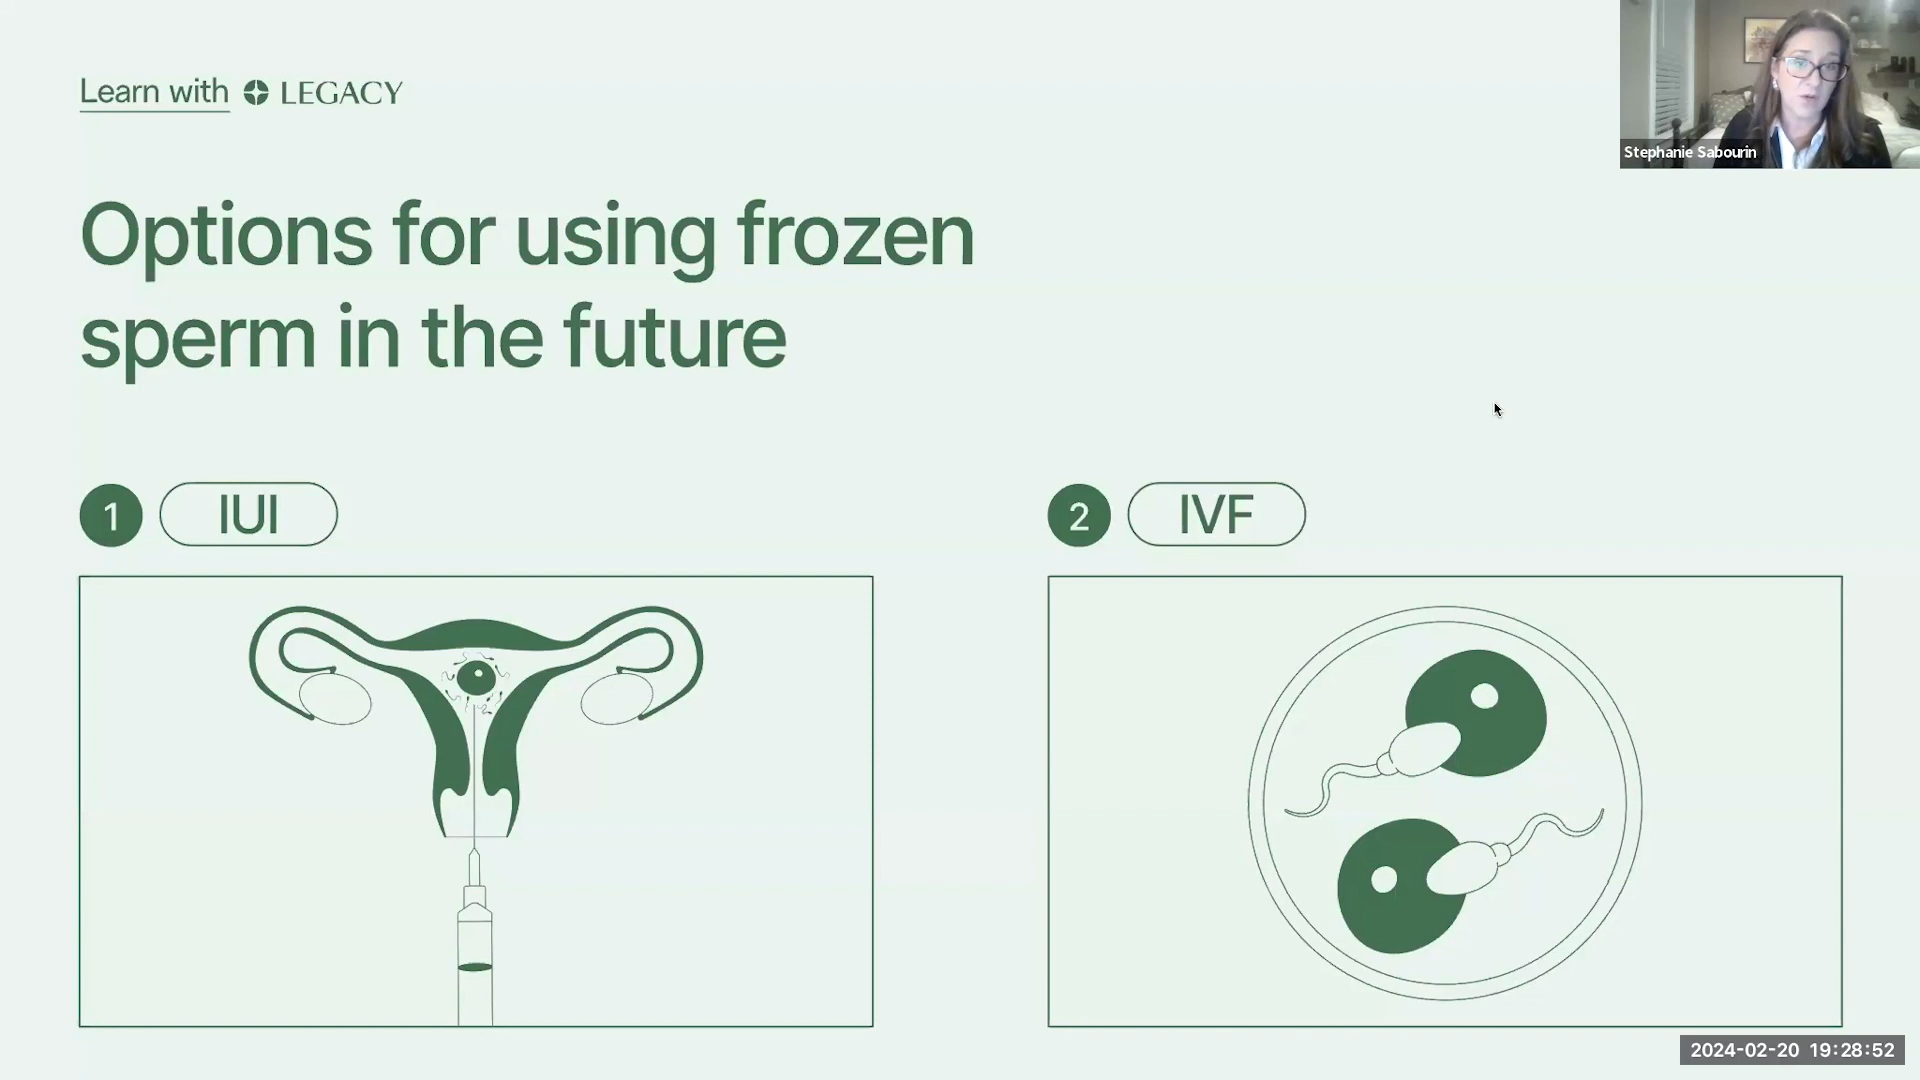 Learn with LEGACY
Stephanie Sabourin
Options for using frozen
sperm in the future
1 IUI
2 IVF
2024-02-20 19:28:52